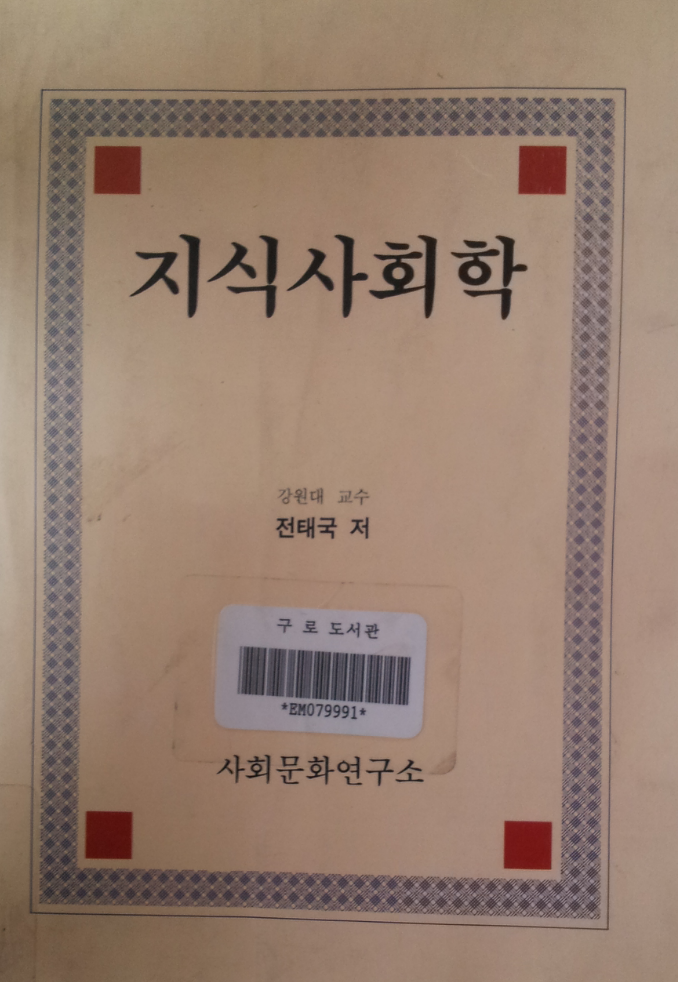 지식사회학
강원대 교수
전태국 저
구 로 도서관
*EM079991*
사회문화연구소